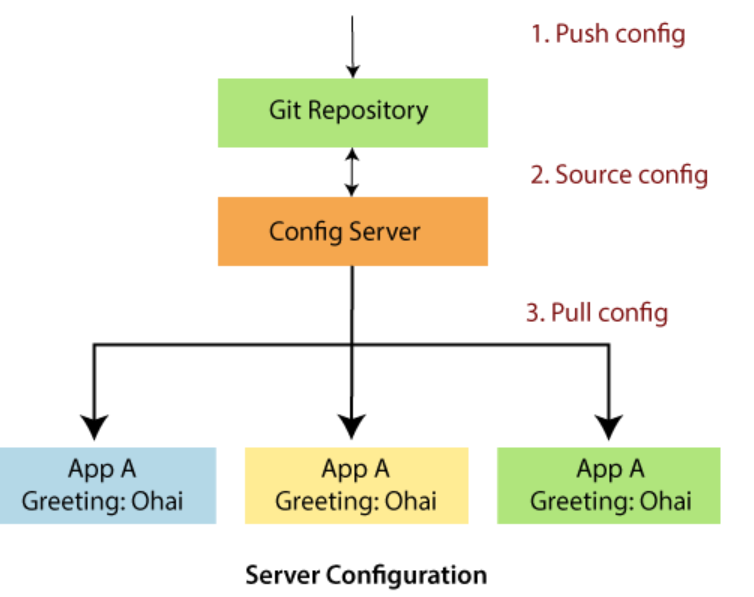 1. Push config
Git Repository
2. Source config
Config Server
3. Pull config
App A
Greeting: Ohai
App A
Greeting: Ohai
App A
Greeting: Ohai
Server Configuration